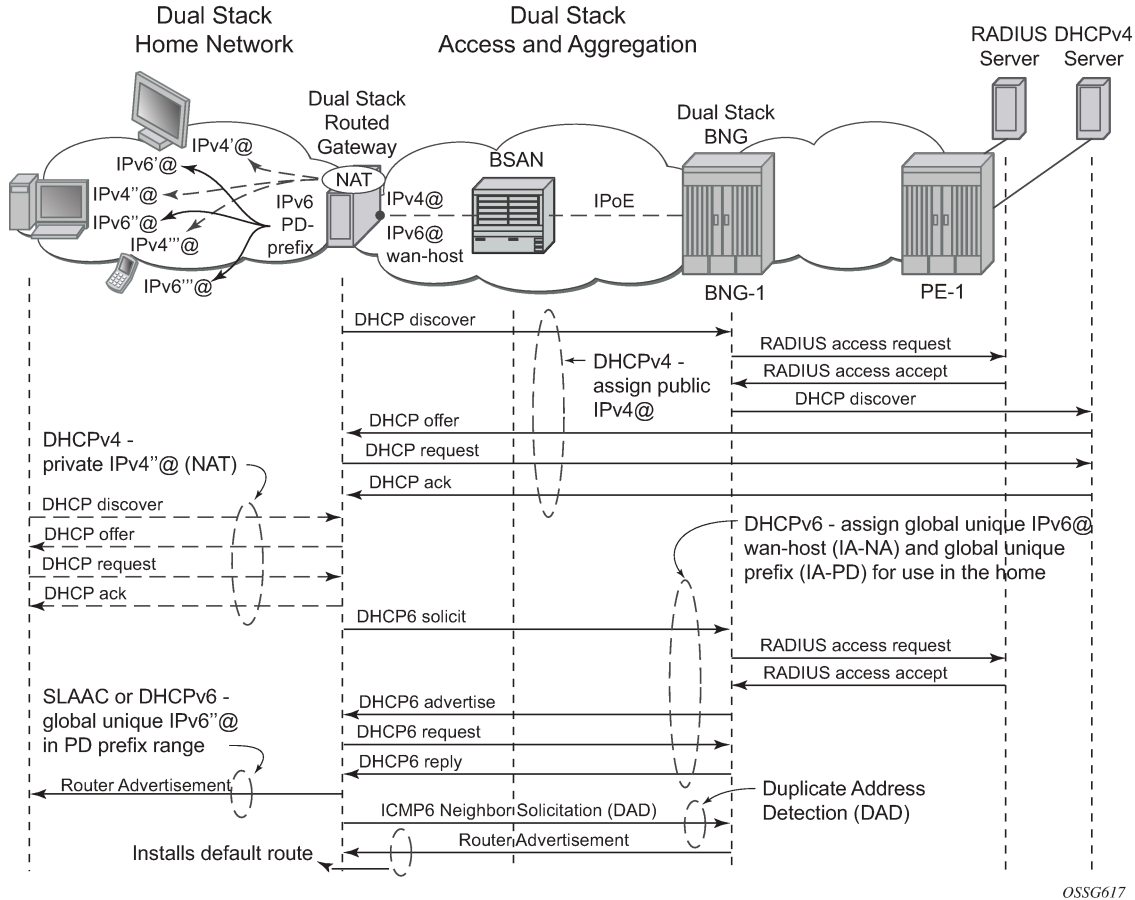 Dual Stack
Home Network
Dual Stack
Access and Aggregation
RADIUS
Server
DHCPv4
Server
Dual Stack
Routed
Gateway
Dual Stack
BNG
BSAN
NAT
IPv4'@
IPv6'@
IPv4''@
IPv6''@
IPv4'''@
IPv6'''@
IPv6
PD-
prefix
IPv4@
IPv6@
wan-host
IPoE
BNG-1
PE-1
DHCP discover
RADIUS access request
DHCPv4 -
assign public
IPv4@
RADIUS access accept
DHCP discover
DHCP offer
DHCPv4 -
private IPv4''@ (NAT)
DHCP request
DHCP ack
DHCP discover
DHCP offer
DHCP request
DHCP ack
DHCPv6 - assign global unique IPv6@
wan-host (IA-NA) and global unique
prefix (IA-PD) for use in the home
DHCP6 solicit
RADIUS access request
RADIUS access accept
SLAAC or DHCPv6 -
global unique IPv6''@
in PD prefix range
DHCP6 advertise
DHCP6 request
DHCP6 reply
Router Advertisement
ICMP6 Neighbor Solicitation (DAD)
Duplicate Address
Detection (DAD)
Router Advertisement
Installs default route
OSSG617